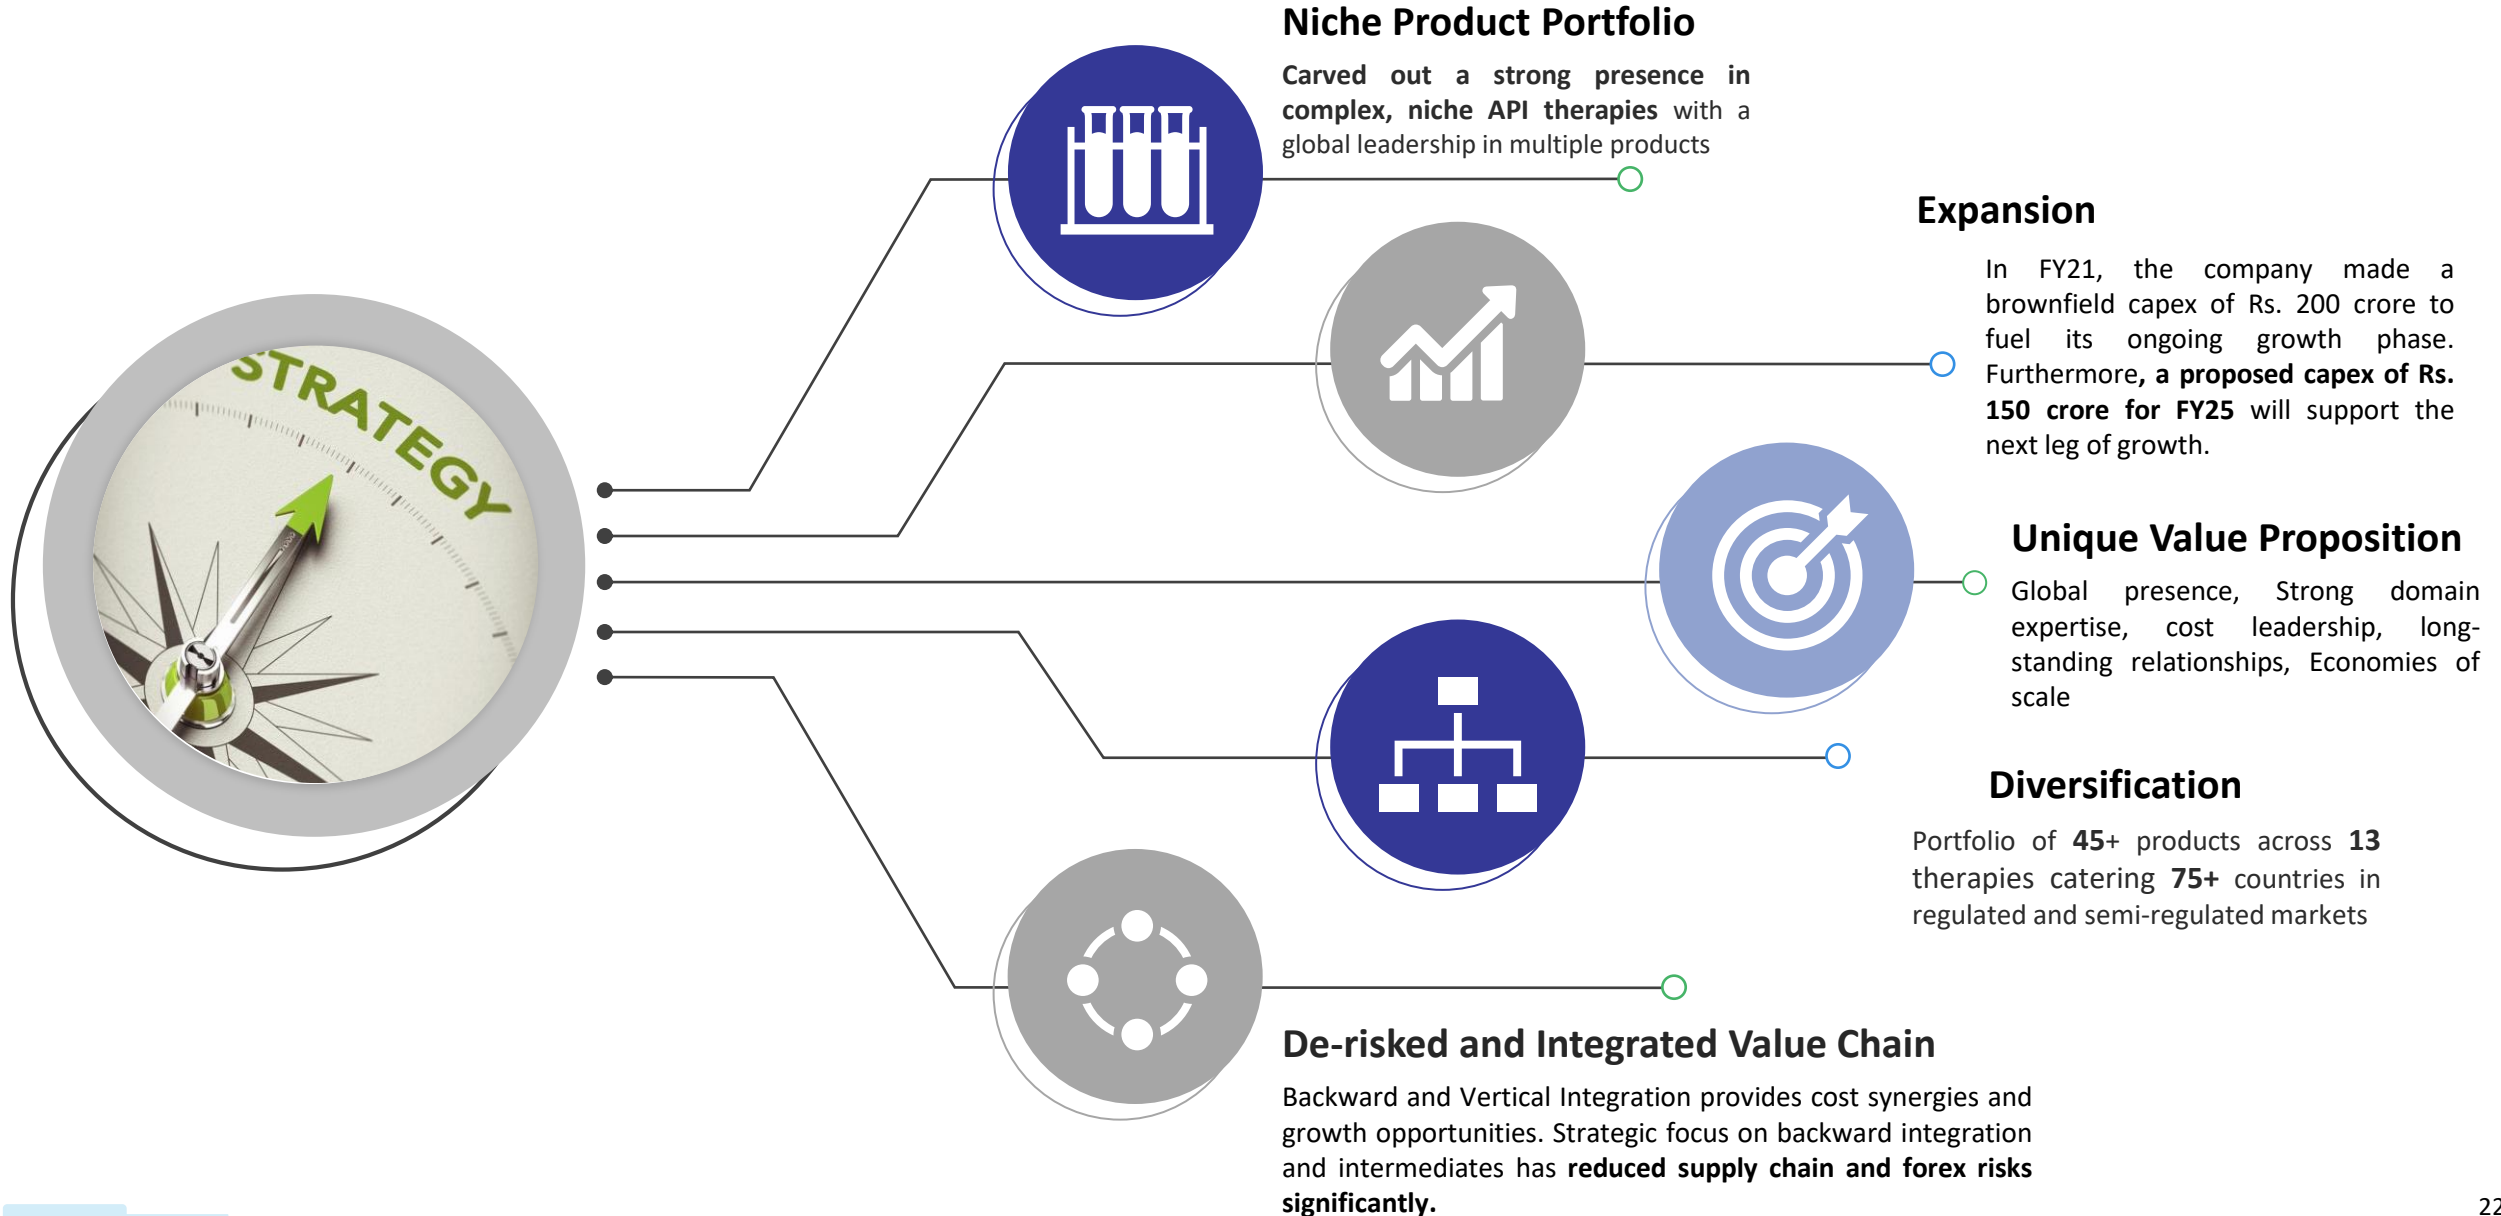 Niche Product Portfolio
Carved out a strong presence in
complex, niche API therapies with a
global leadership in multiple products
Expansion
In FY21, the company made a
brownfield capex of Rs. 200 crore to
fuel its ongoing growth phase.
Furthermore, a proposed capex of Rs.
150 crore for FY25 will support the
next leg of growth.
STRATEGY
Unique Value Proposition
Global presence, Strong domain
expertise, cost leadership, long-
standing relationships, Economies of
scale
Diversification
Portfolio of 45+ products across 13
therapies catering 75+ countries in
regulated and semi-regulated markets
De-risked and Integrated Value Chain
Backward and Vertical Integration provides cost synergies and
growth opportunities. Strategic focus on backward integration
and intermediates has reduced supply chain and forex risks
significantly.
22